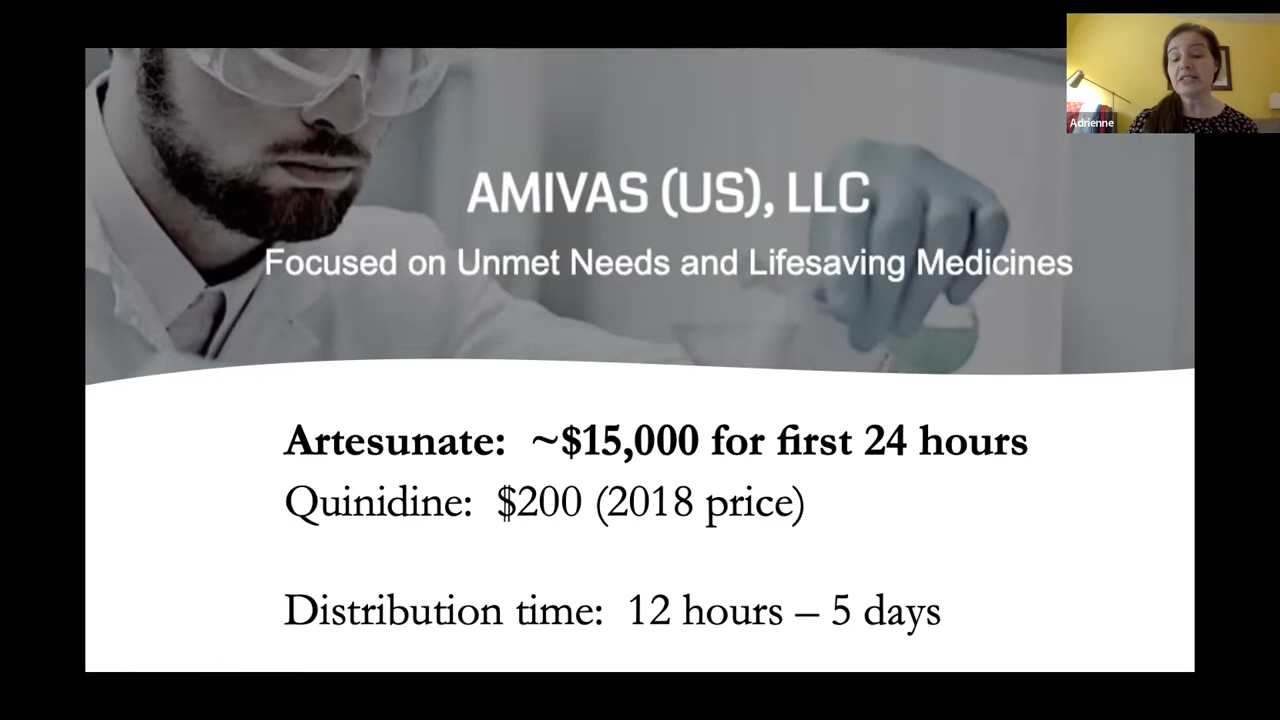 AMIVAS (US), LLC
Focused on Unmet Needs and Lifesaving Medicines
Adrienne
Artesunate: ~$15,000 for first 24 hours
Quinidine: $200 (2018 price)
Distribution time: 12 hours – 5 days